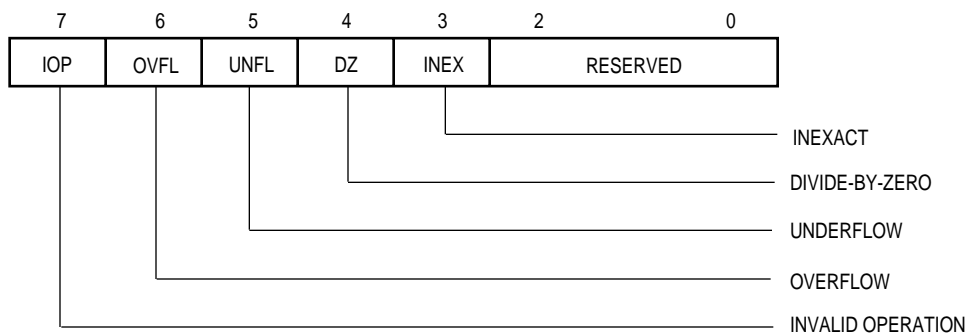 7 6 5 4 3 2 0
IOP OVFL UNFL DZ INEX RESERVED
INEXACT
DIVIDE-BY-ZERO
UNDERFLOW
OVERFLOW
INVALID OPERATION